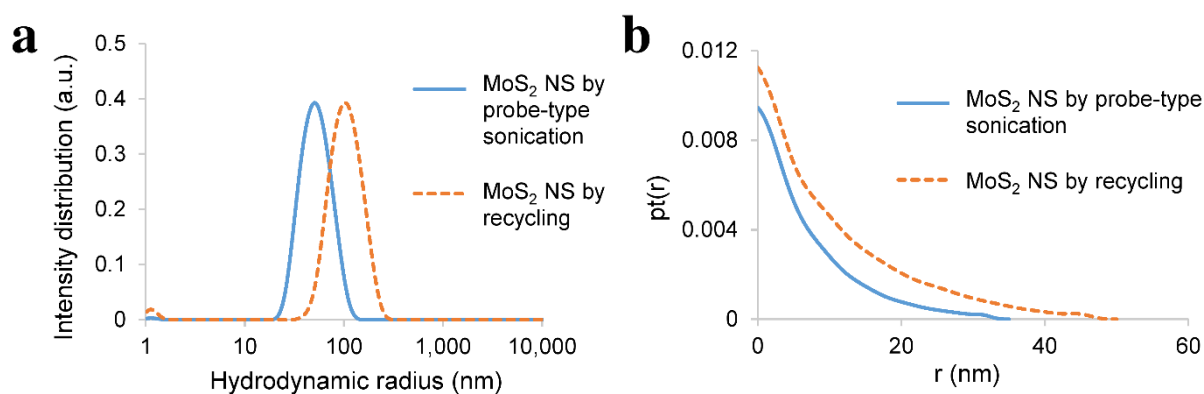 a
Intensity distribution (a.u.)
0.5
0.4
0.3
0.2
0.1
0
1
10
100
1,000
10,000
Hydrodynamic radius (nm)
MoS₂ NS by
probe-type
sonication
MoS₂ NS by
recycling
b
pt(r)
0.012
0.008
0.004
0
0
20
40
60
r (nm)
MoS₂ NS by probe-type
sonication
MoS₂ NS by recycling